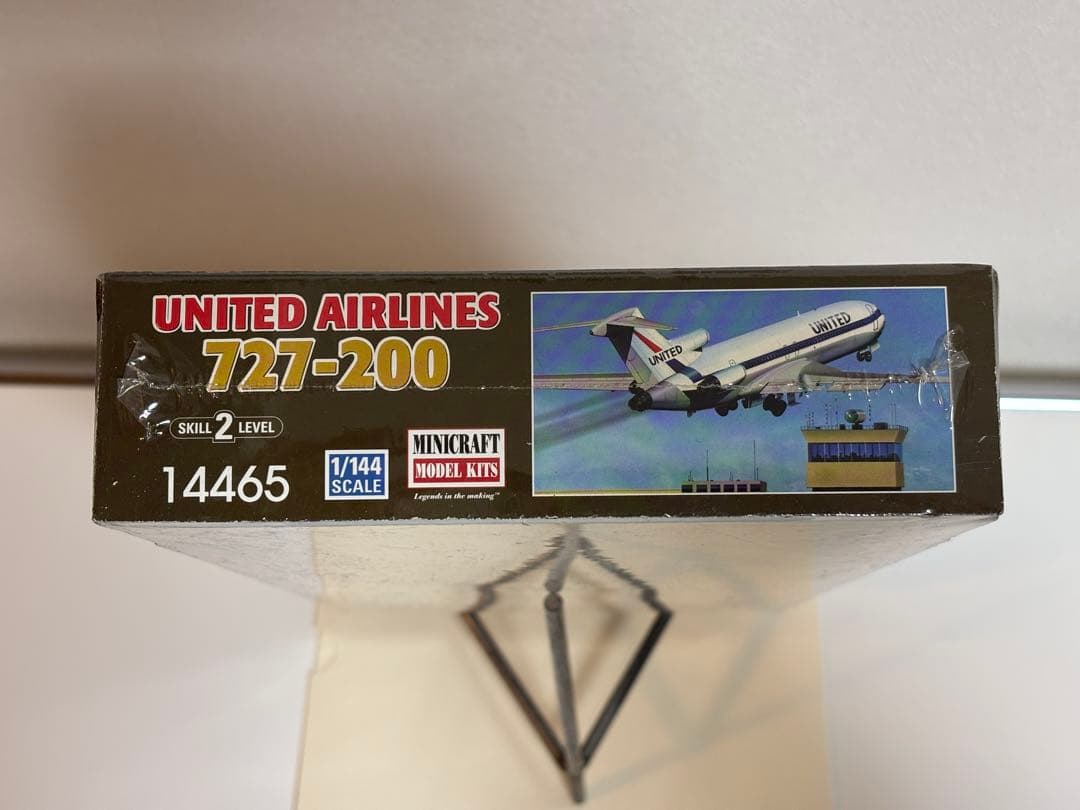 UNITED AIRLINES
727-200
SKILL 2 LEVEL
14465
1/144
SCALE
MINICRAFT
MODEL KITS
Legends in the making™
UNITED
UNITED